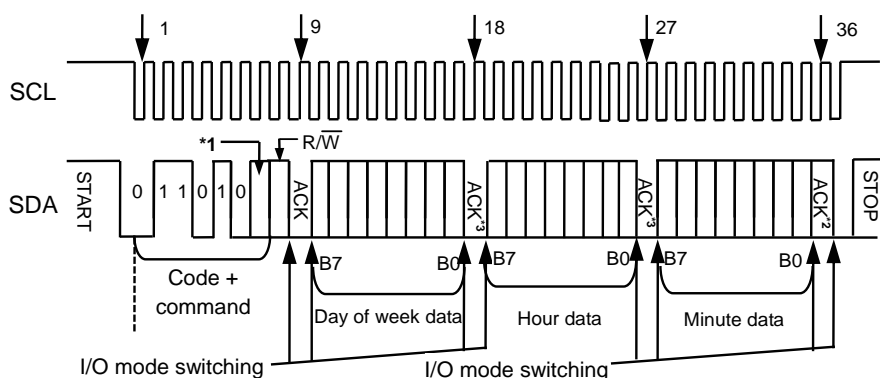 1 9 18 27 36
SCL
*1 R/W
SDA START 0 1 1 0 1 0 ACK ACK*3 ACK*3 ACK*2 STOP
B7 B0 B7 B0 B7 B0
Code +
command
Day of week data Hour data Minute data
I/O mode switching I/O mode switching